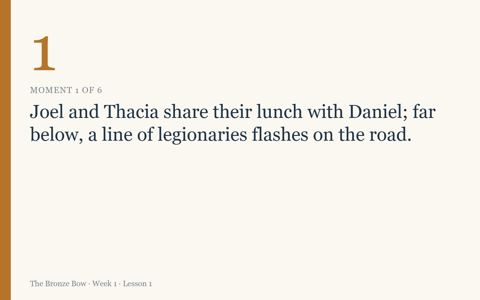 1
MOMENT 1 OF 6
Joel and Thacia share their lunch with Daniel; far
below, a line of legionaries flashes on the road.
The Bronze Bow · Week 1 · Lesson 1